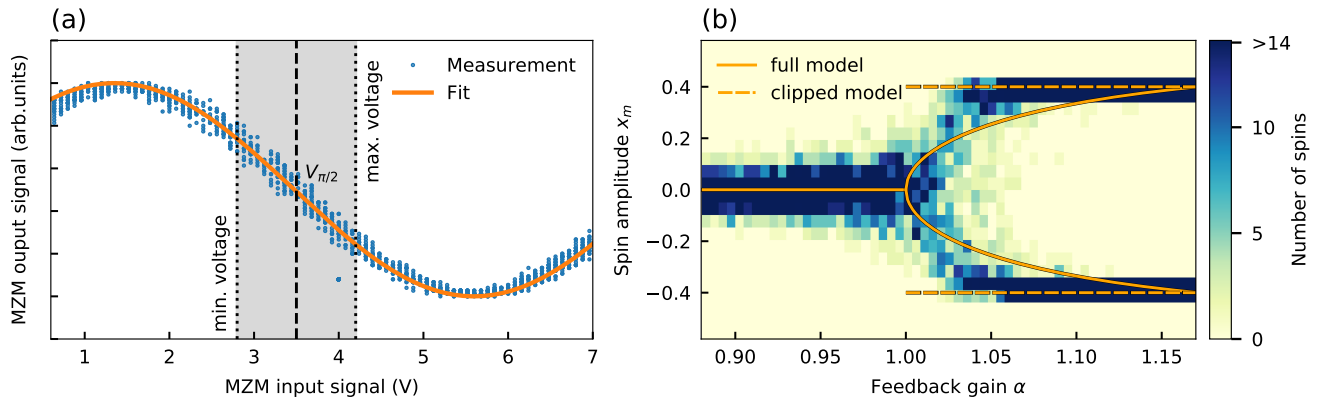 (a)
MZM ouput signal (arb.units)
Measurement
Fit
min. voltage
V_{π/2}
max. voltage
1 2 3 4 5 6 7
MZM input signal (V)
(b)
Spin amplitude x_m
0.4
0.2
0.0
−0.2
−0.4
full model
clipped model
0.90 0.95 1.00 1.05 1.10 1.15
Feedback gain α
>14
10
5
0
Number of spins